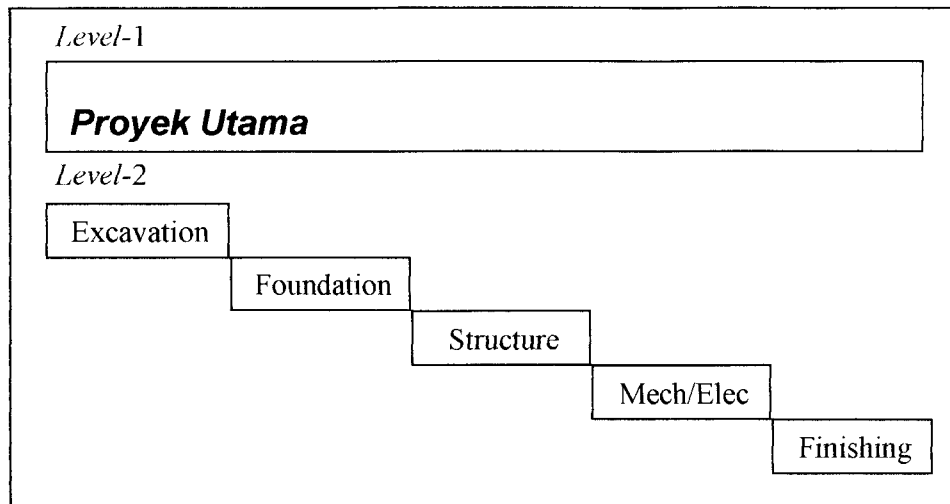 Level-1
Proyek Utama
Level-2
Excavation
Foundation
Structure
Mech/Elec
Finishing